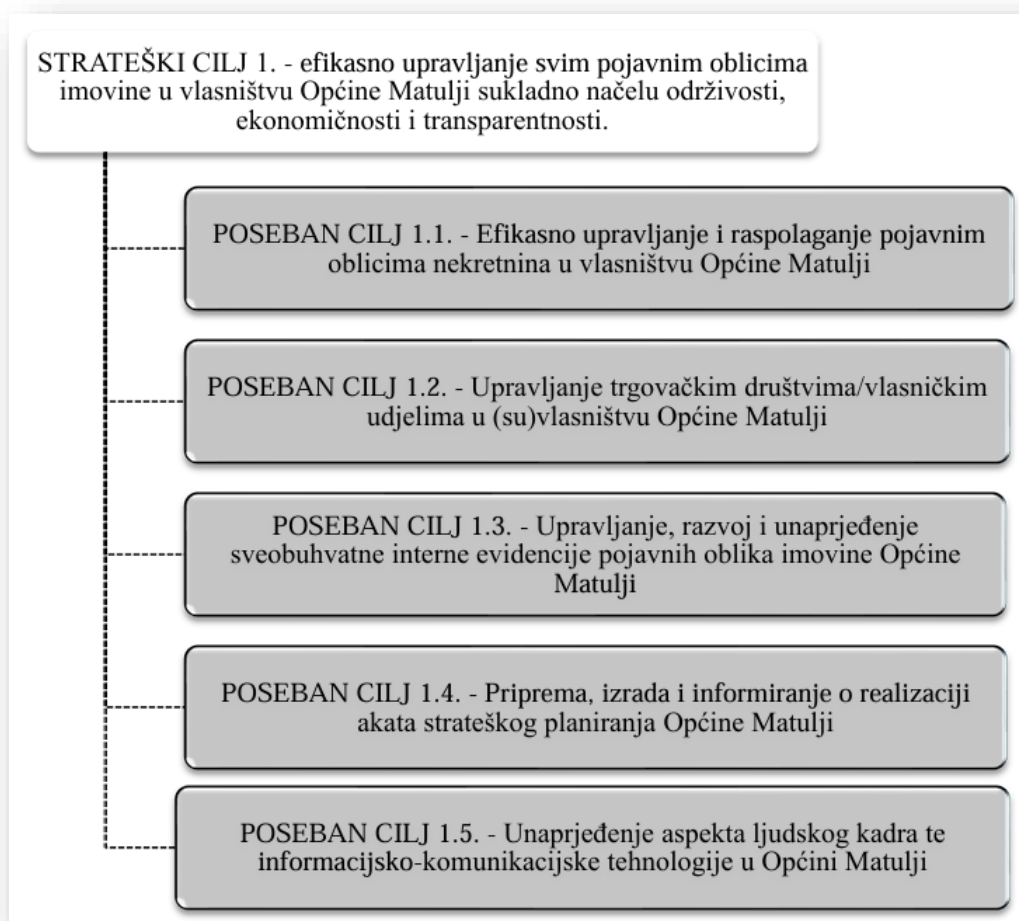 STRATEŠKI CILJ 1. - efikasno upravljanje svim pojavnim oblicima
imovine u vlasništvu Općine Matulji sukladno načelu održivosti,
ekonomičnosti i transparentnosti.
POSEBAN CILJ 1.1. - Efikasno upravljanje i raspolaganje pojavnim
oblicima nekretnina u vlasništvu Općine Matulji
POSEBAN CILJ 1.2. - Upravljanje trgovačkim društvima/vlasničkim
udjelima u (su)vlasništvu Općine Matulji
POSEBAN CILJ 1.3. - Upravljanje, razvoj i unaprjeđenje
sveobuhvatne interne evidencije pojavnih oblika imovine Općine
Matulji
POSEBAN CILJ 1.4. - Priprema, izrada i informiranje o realizaciji
akata strateškog planiranja Općine Matulji
POSEBAN CILJ 1.5. - Unaprjeđenje aspekta ljudskog kadra te
informacijsko-komunikacijske tehnologije u Općini Matulji